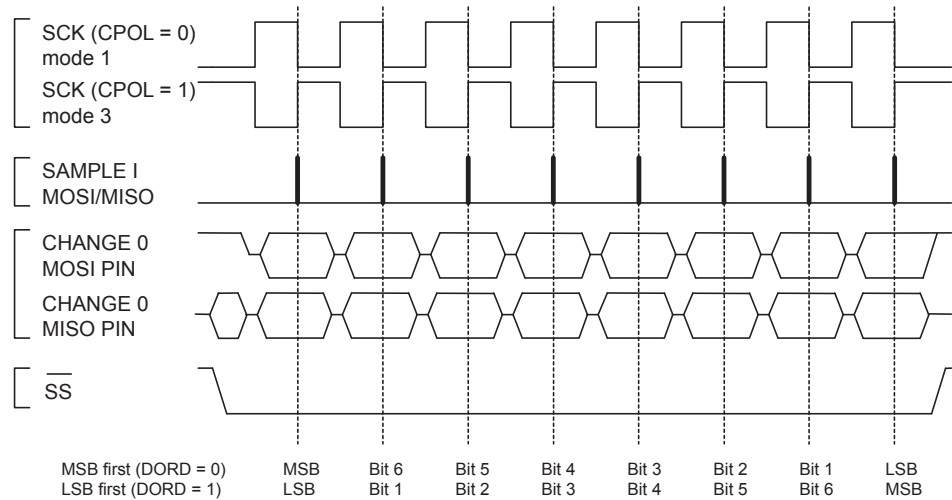 SCK (CPOL = 0)
mode 1
SCK (CPOL = 1)
mode 3
SAMPLE I
MOSI/MISO
CHANGE 0
MOSI PIN
CHANGE 0
MISO PIN
SS
MSB first (DORD = 0) MSB Bit 6 Bit 5 Bit 4 Bit 3 Bit 2 Bit 1 LSB
LSB first (DORD = 1) LSB Bit 1 Bit 2 Bit 3 Bit 4 Bit 5 Bit 6 MSB